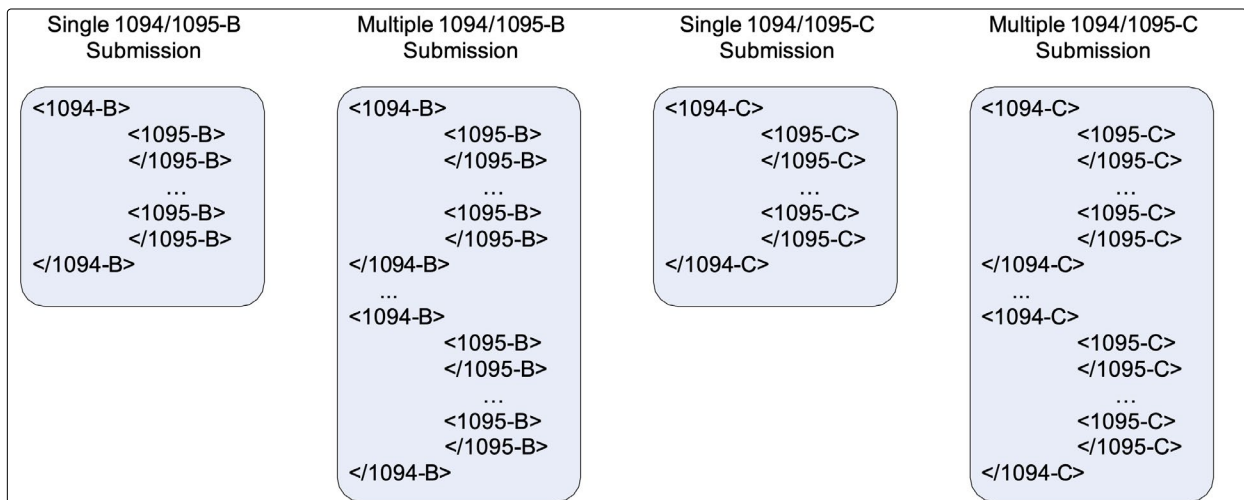 Single 1094/1095-B
Submission
<1094-B>
<1095-B>
</1095-B>
...
<1095-B>
</1095-B>
</1094-B>
Multiple 1094/1095-B
Submission
<1094-B>
<1095-B>
</1095-B>
...
<1095-B>
</1095-B>
</1094-B>
...
<1094-B>
<1095-B>
</1095-B>
...
<1095-B>
</1095-B>
</1094-B>
Single 1094/1095-C
Submission
<1094-C>
<1095-C>
</1095-C>
...
<1095-C>
</1095-C>
</1094-C>
Multiple 1094/1095-C
Submission
<1094-C>
<1095-C>
</1095-C>
...
<1095-C>
</1095-C>
</1094-C>
...
<1094-C>
<1095-C>
</1095-C>
...
<1095-C>
</1095-C>
</1094-C>